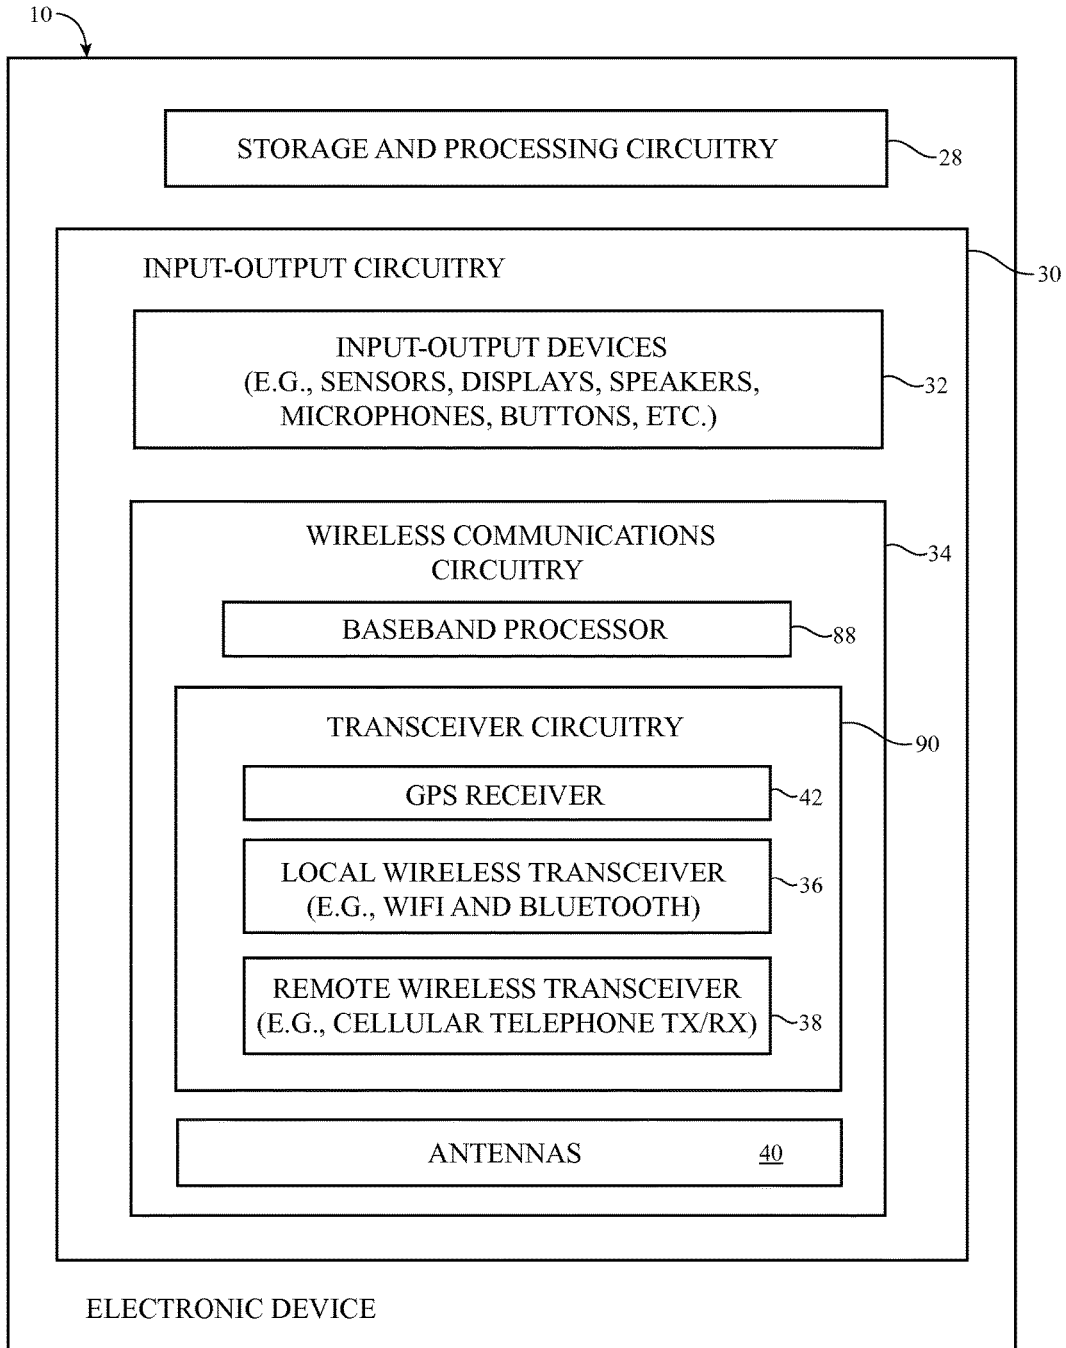 10
STORAGE AND PROCESSING CIRCUITRY
28
INPUT-OUTPUT CIRCUITRY
30
INPUT-OUTPUT DEVICES
(E.G., SENSORS, DISPLAYS, SPEAKERS,
MICROPHONES, BUTTONS, ETC.)
32
WIRELESS COMMUNICATIONS
CIRCUITRY
34
BASEBAND PROCESSOR
88
TRANSCEIVER CIRCUITRY
90
GPS RECEIVER
42
LOCAL WIRELESS TRANSCEIVER
(E.G., WIFI AND BLUETOOTH)
36
REMOTE WIRELESS TRANSCEIVER
(E.G., CELLULAR TELEPHONE TX/RX)
38
ANTENNAS 40
ELECTRONIC DEVICE